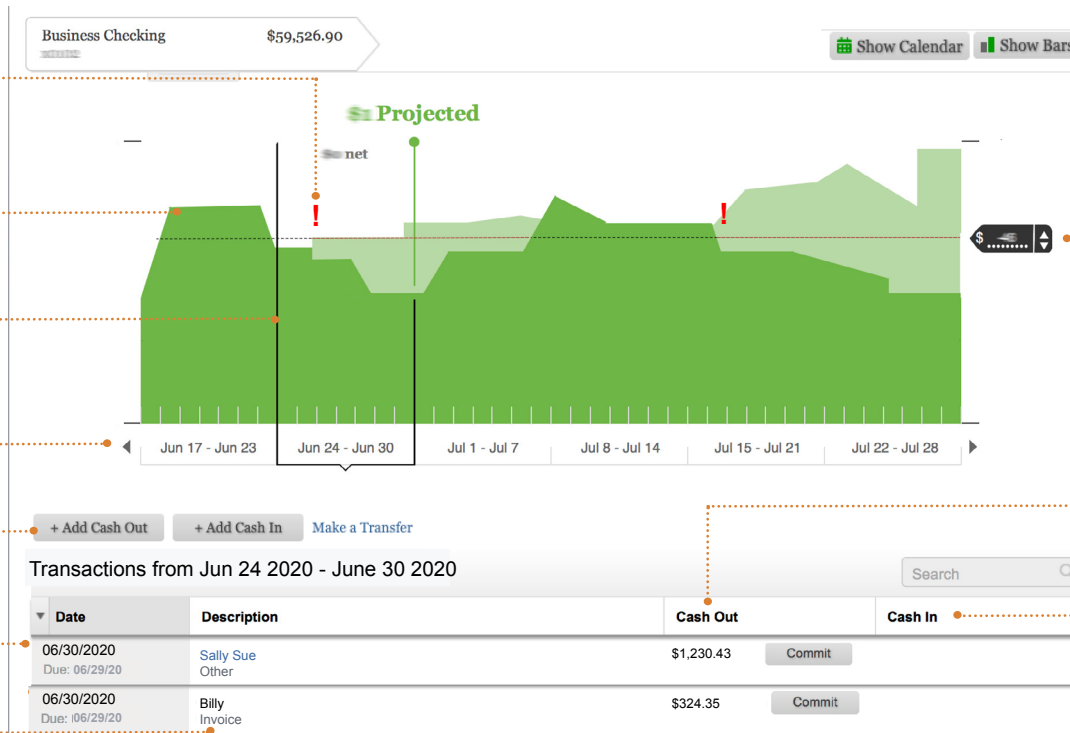 Business Checking $59,526.90
Show Calendar Show Bars
Projected
net
!
!
$
Jun 17 - Jun 23 Jun 24 - Jun 30 Jul 1 - Jul 7 Jul 8 - Jul 14 Jul 15 - Jul 21 Jul 22 - Jul 28
+ Add Cash Out + Add Cash In Make a Transfer
Transactions from Jun 24 2020 - June 30 2020
Search
Date Description Cash Out Cash In
06/30/2020 Sally Sue $1,230.43 Commit
Due: 06/29/20 Other
06/30/2020 Billy $324.35 Commit
Due: 06/29/20 Invoice